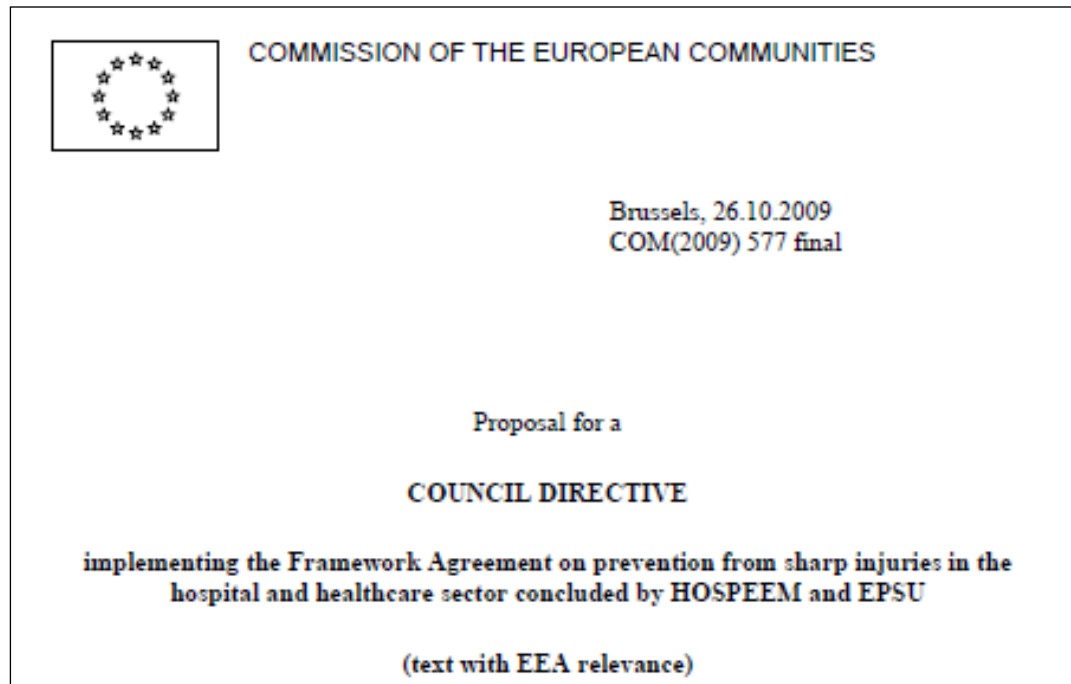 COMMISSION OF THE EUROPEAN COMMUNITIES
Brussels, 26.10.2009
COM(2009) 577 final
Proposal for a
COUNCIL DIRECTIVE
implementing the Framework Agreement on prevention from sharp injuries in the
hospital and healthcare sector concluded by HOSPEEM and EPSU
(text with EEA relevance)